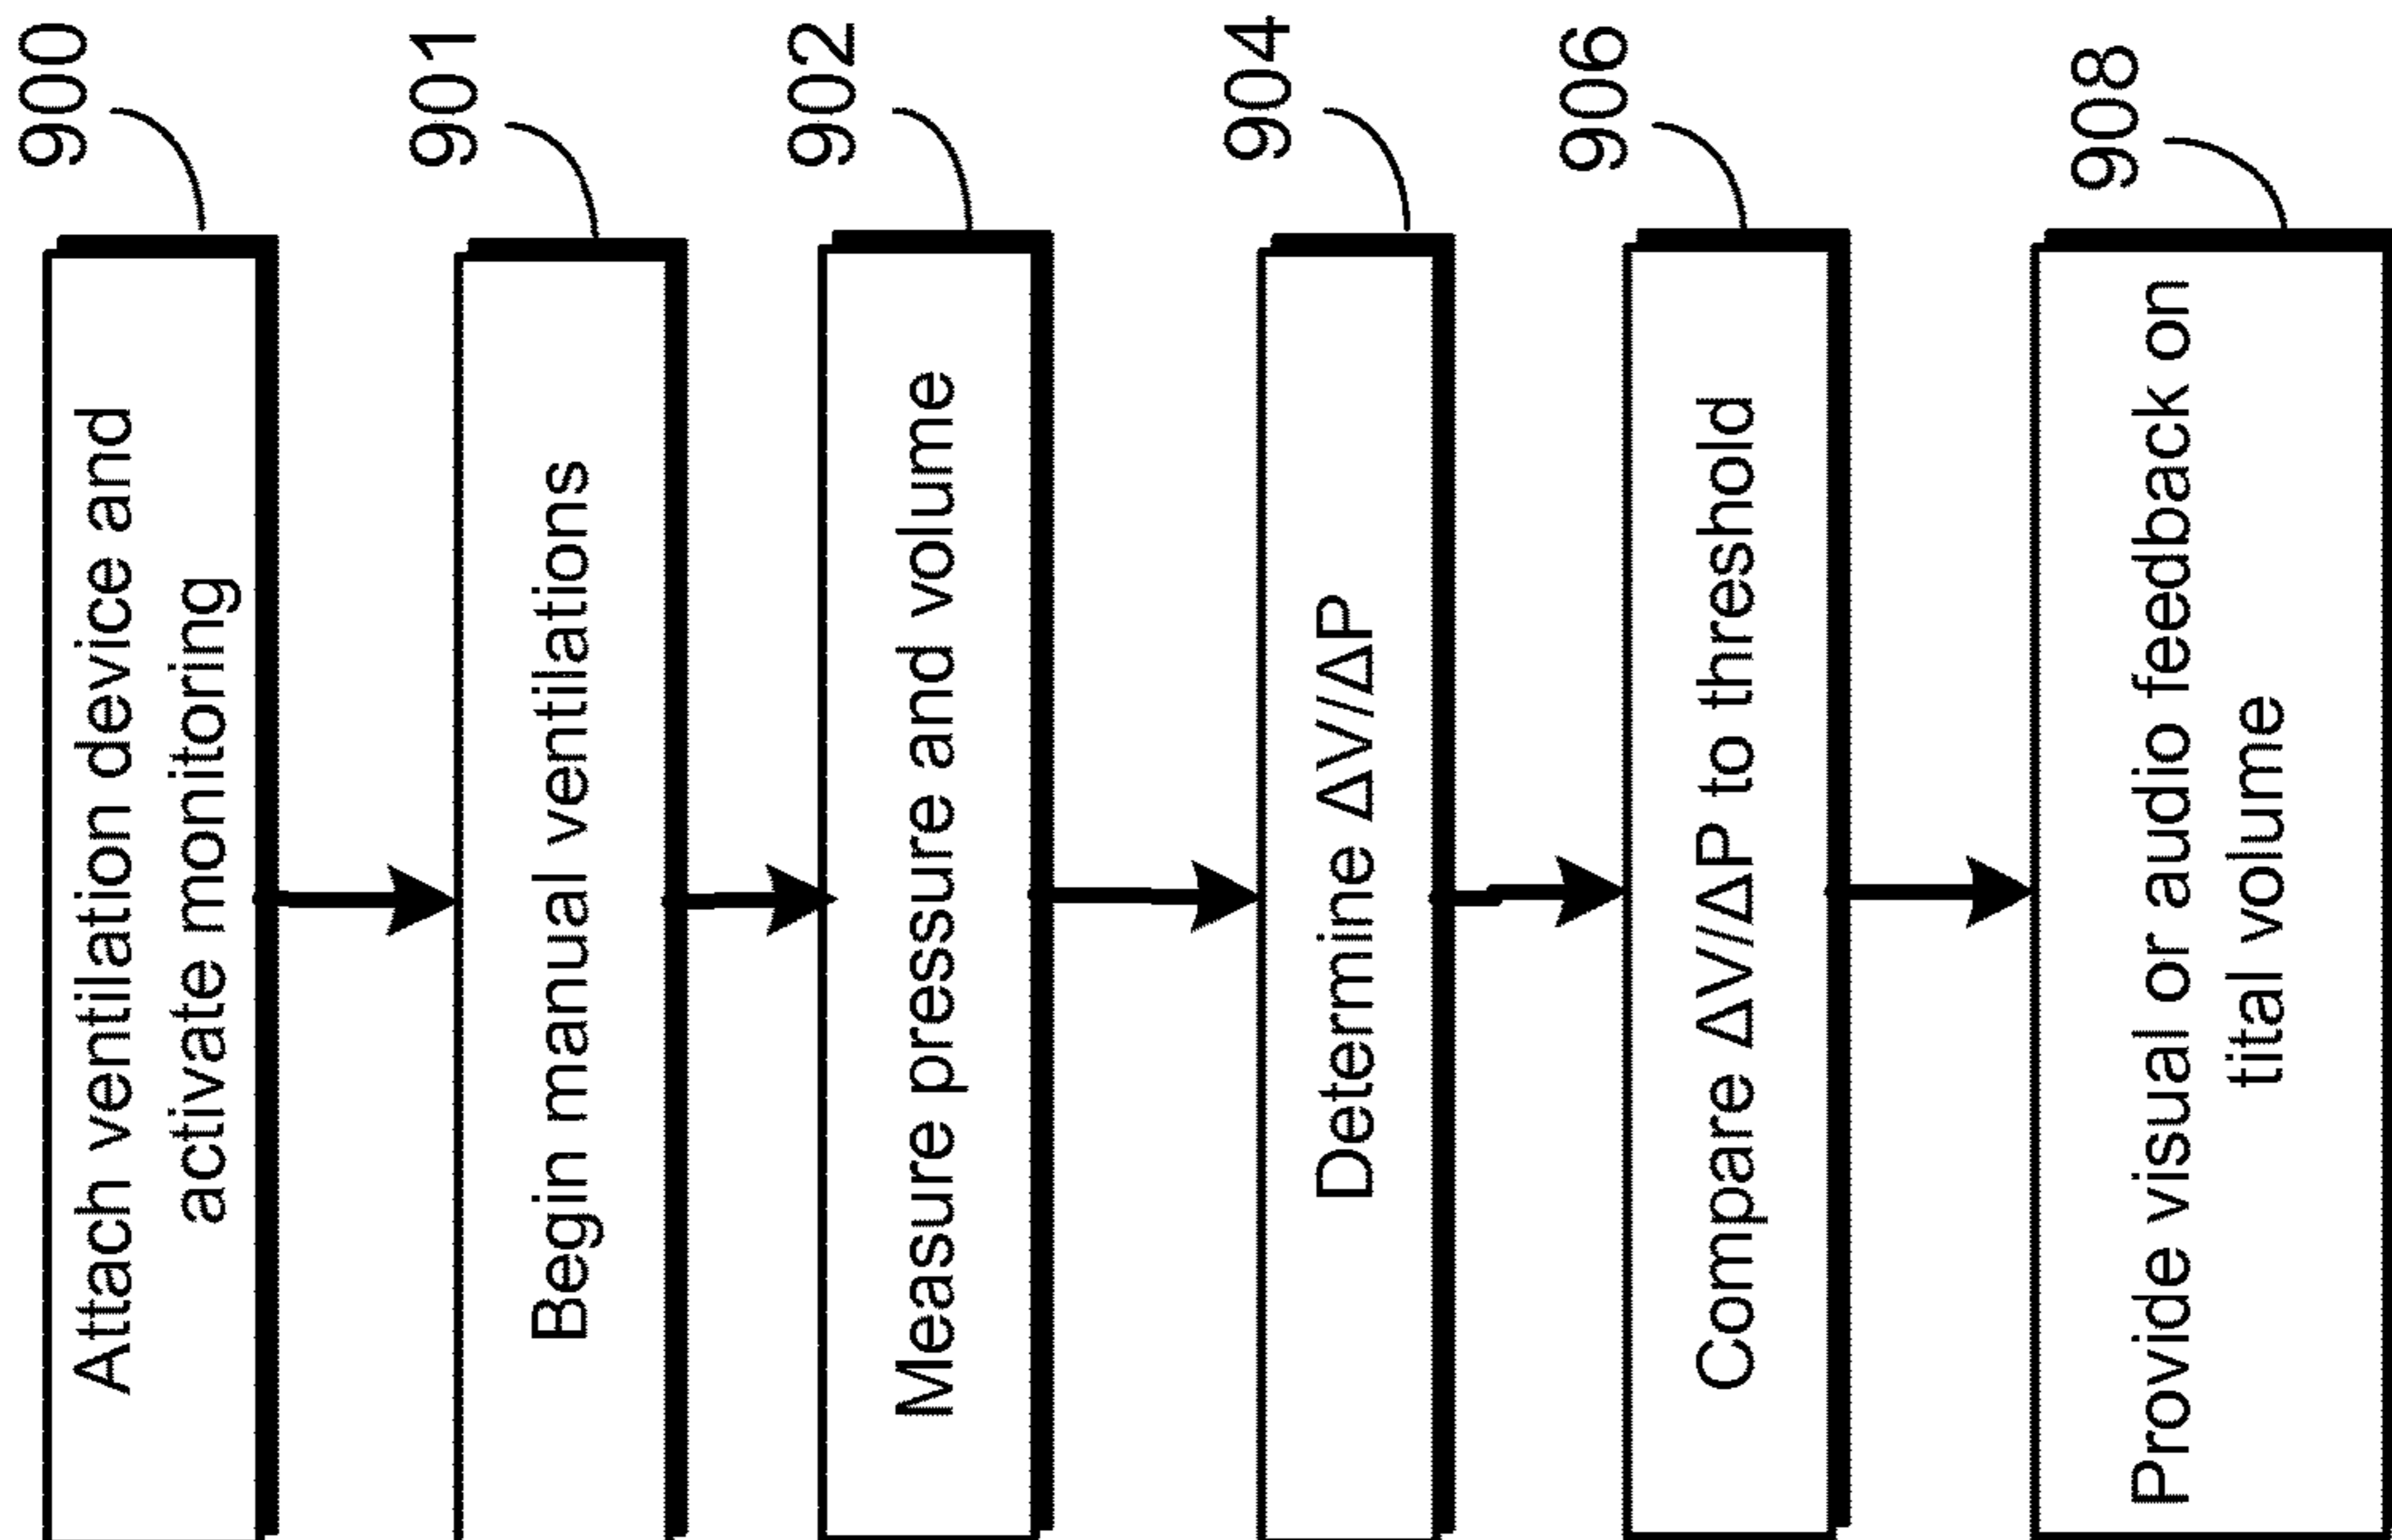 900
Attach ventilation device and
activate monitoring
901
Begin manual ventilations
902
Measure pressure and volume
904
Determine ΔV/ΔP
906
Compare ΔV/ΔP to threshold
908
Provide visual or audio feedback on
tital volume